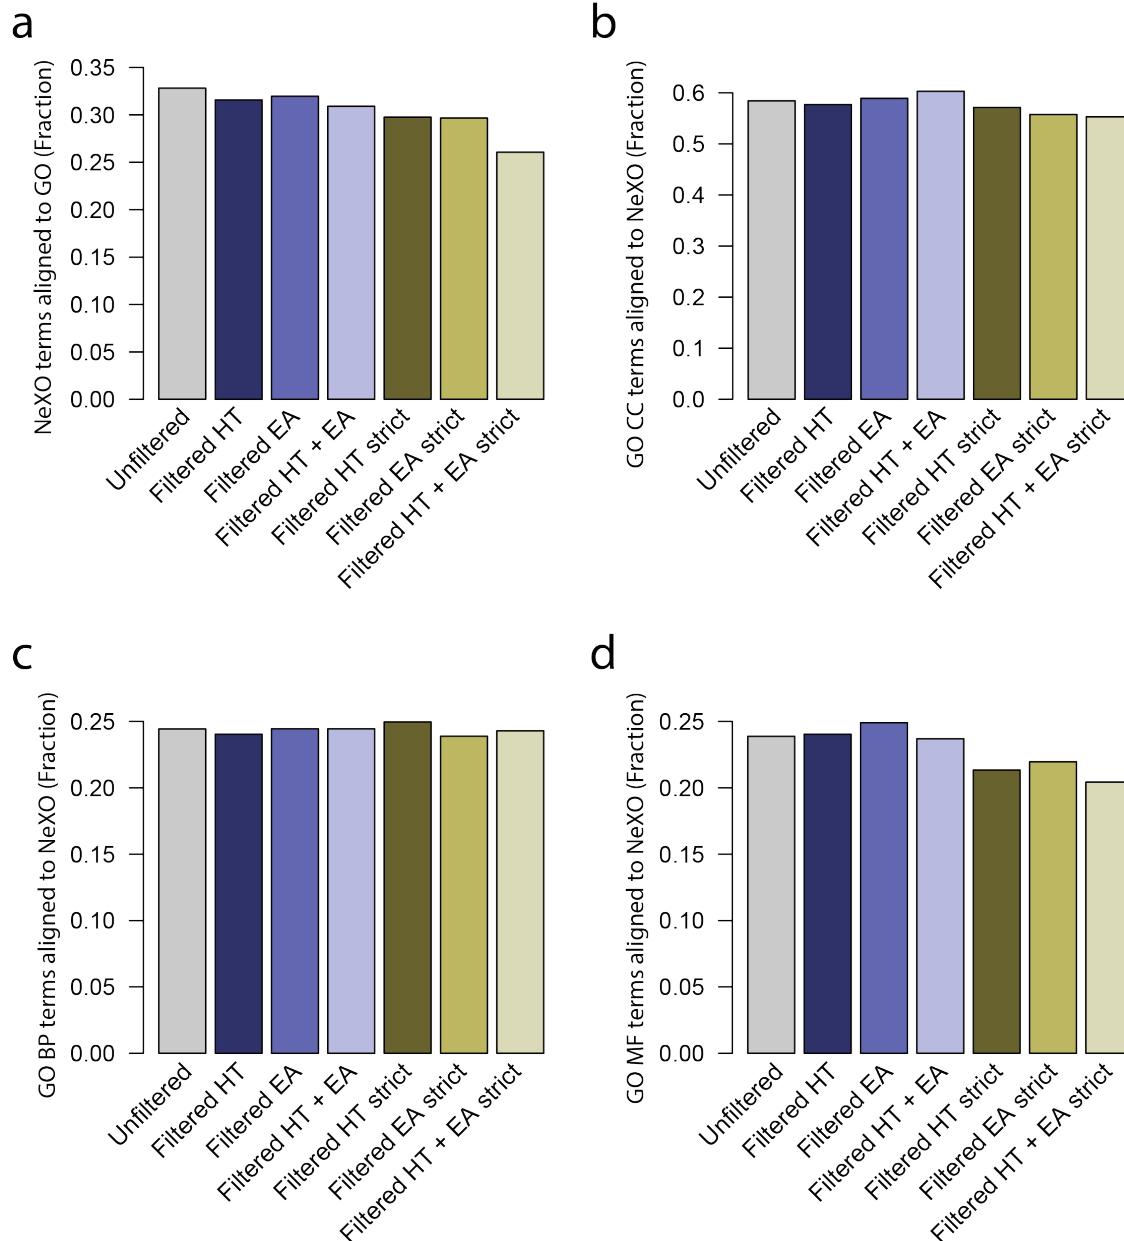 a
NeXO terms aligned to GO (Fraction)
0.35
0.30
0.25
0.20
0.15
0.10
0.05
0.00
Unfiltered
Filtered HT
Filtered EA
Filtered HT + EA
Filtered HT strict
Filtered EA strict
Filtered HT + EA strict
b
GO CC terms aligned to NeXO (Fraction)
0.6
0.5
0.4
0.3
0.2
0.1
0.0
Unfiltered
Filtered HT
Filtered EA
Filtered HT + EA
Filtered HT strict
Filtered EA strict
Filtered HT + EA strict
c
GO BP terms aligned to NeXO (Fraction)
0.25
0.20
0.15
0.10
0.05
0.00
Unfiltered
Filtered HT
Filtered EA
Filtered HT + EA
Filtered HT strict
Filtered EA strict
Filtered HT + EA strict
d
GO MF terms aligned to NeXO (Fraction)
0.25
0.20
0.15
0.10
0.05
0.00
Unfiltered
Filtered HT
Filtered EA
Filtered HT + EA
Filtered HT strict
Filtered EA strict
Filtered HT + EA strict